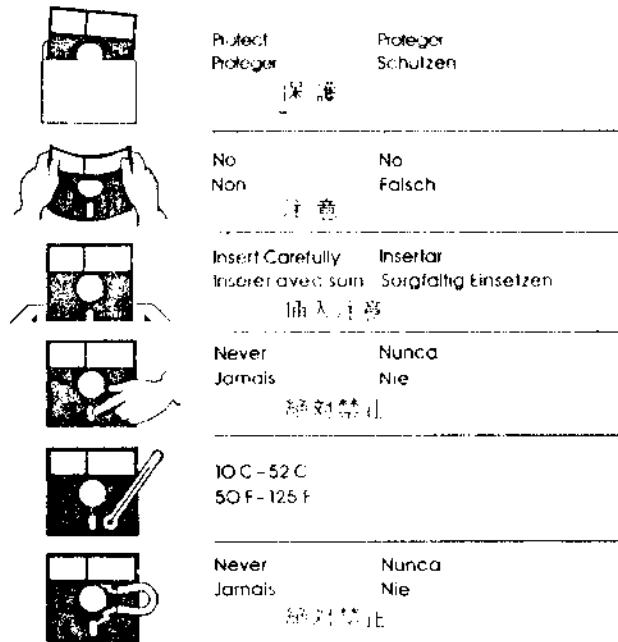 Protect Proteger
Proteger Schutzen
保護
No No
Non Falsch
注意
Insert Carefully Insertar
Inserer avec soin Sorgfaltig Einsetzen
挿入注意
Never Nunca
Jamais Nie
絶対禁止
10 C - 52 C
50 F - 125 F
Never Nunca
Jamais Nie
絶対禁止